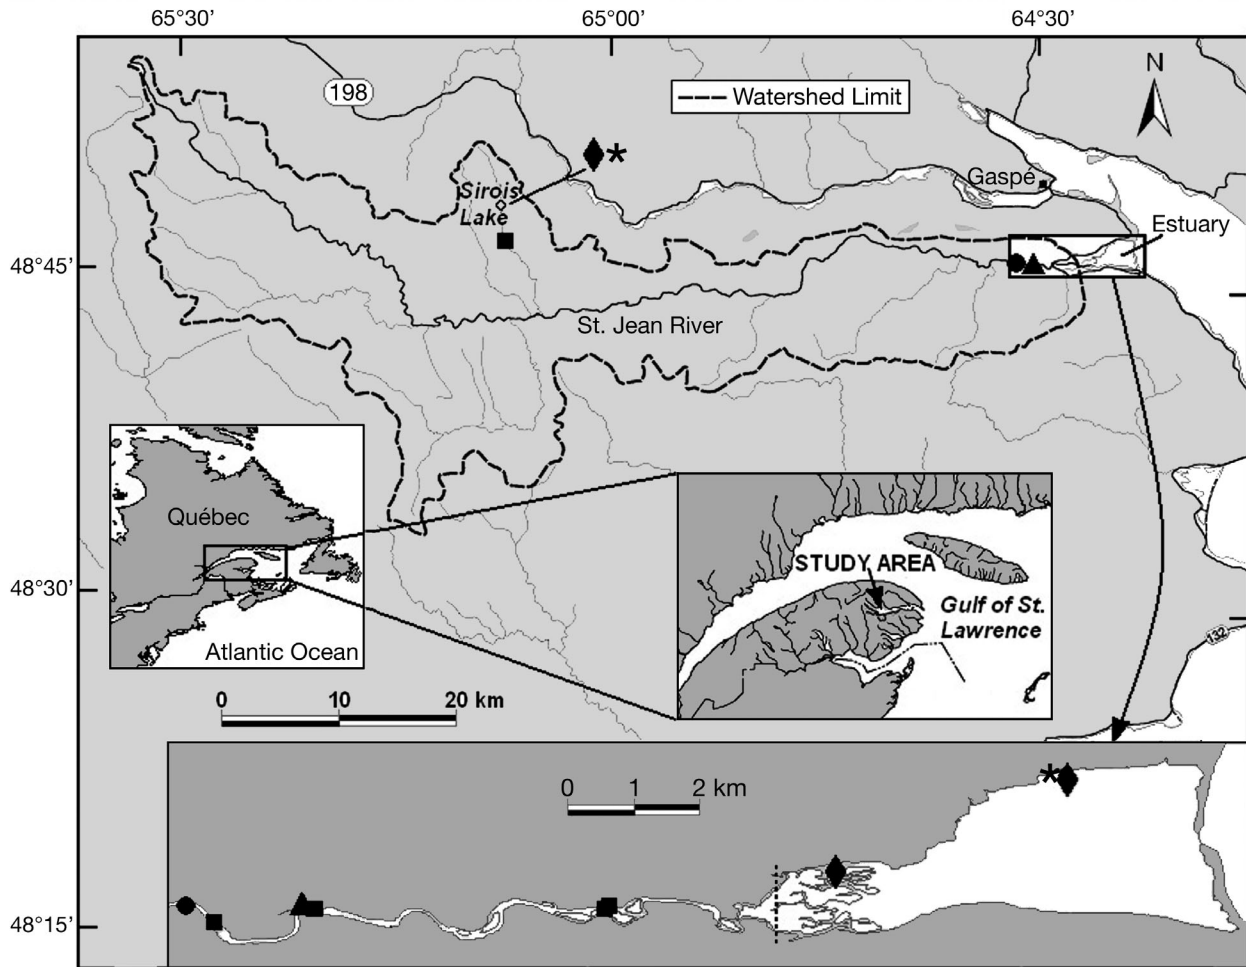 65°30’
65°00’
64°30’
198
Watershed Limit
N
*
Sirois
Lake
Gaspé
Estuary
48°45’
St. Jean River
Québec
STUDY AREA
Gulf of St.
Lawrence
48°30’
132
Atlantic Ocean
0 10 20 km
0 1 2 km
*
48°15’